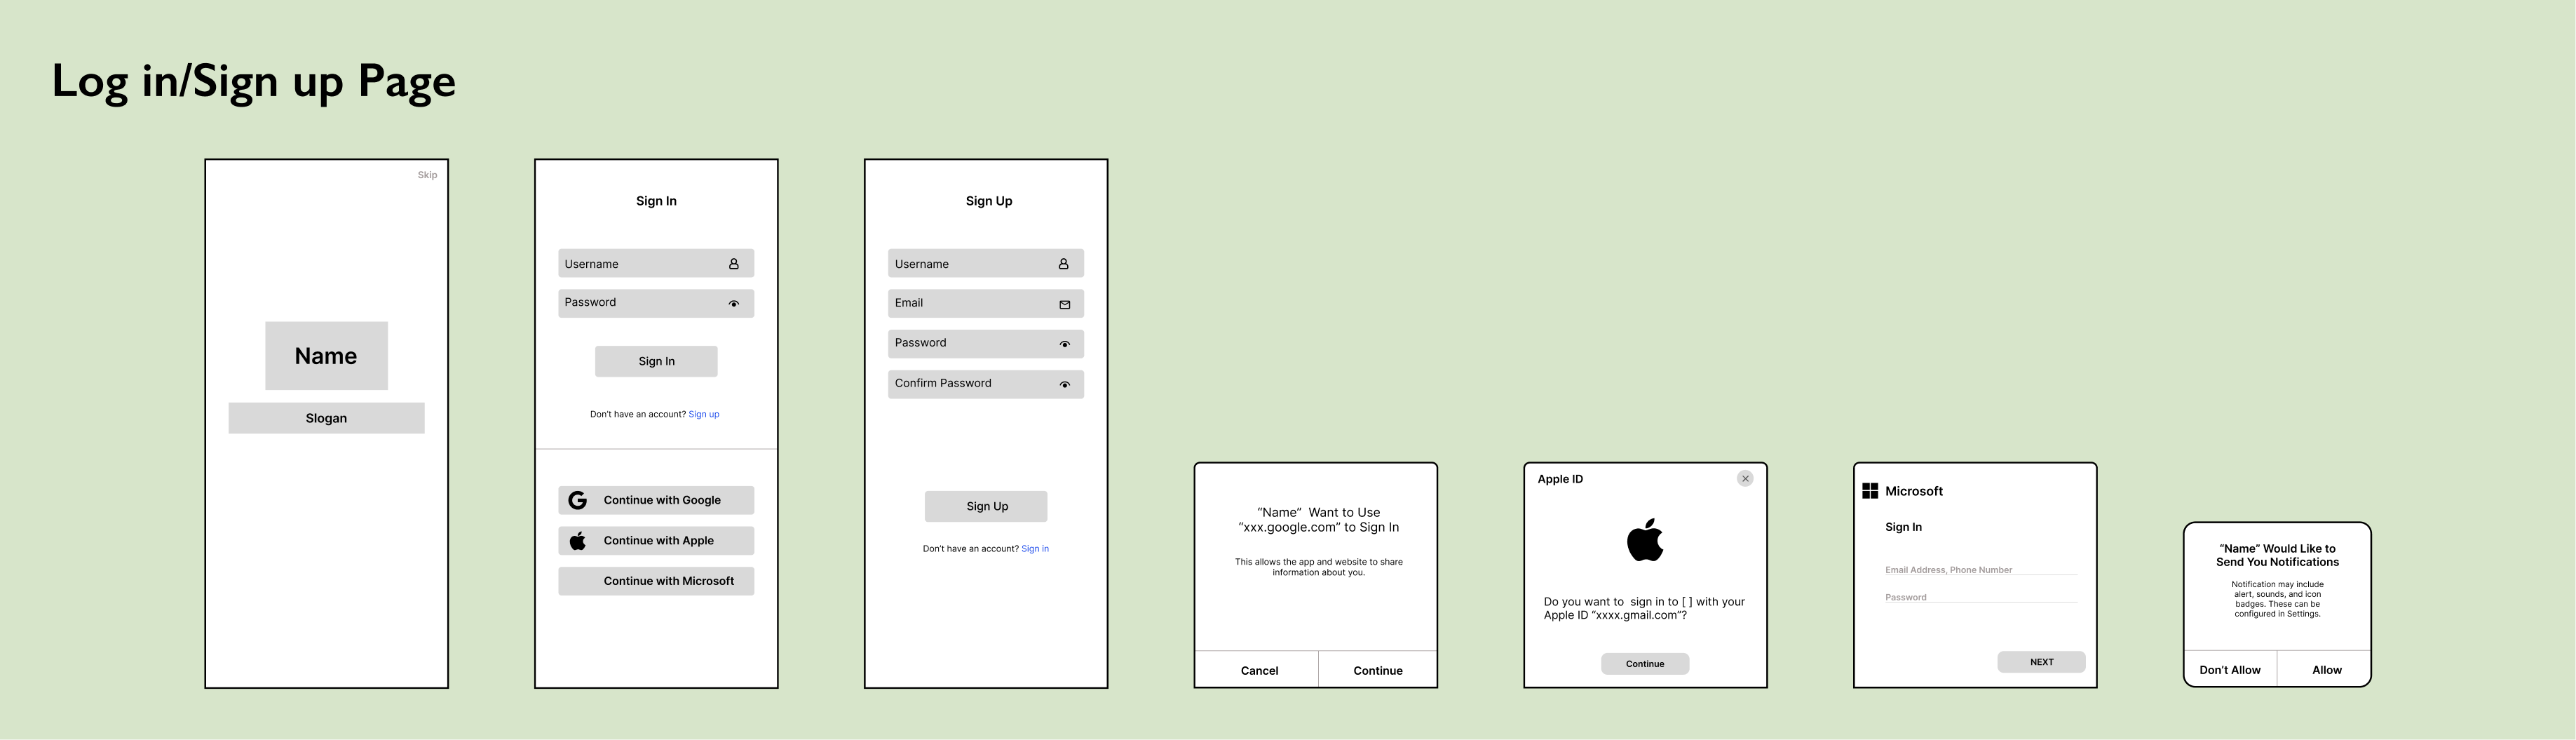 Log in/Sign up Page
Skip
Name
Slogan
Sign In
Username
Password
Sign In
Don't have an account? Sign up
Continue with Google
Continue with Apple
Continue with Microsoft
Sign Up
Username
Email
Password
Confirm Password
Sign Up
Don't have an account? Sign in
“Name” Want to Use
“xxx.google.com” to Sign In
This allows the app and website to share
information about you.
Cancel
Continue
Apple ID
Do you want to sign in to [ ] with your
Apple ID “xxxx.gmail.com”?
Continue
Microsoft
Sign In
Email Address, Phone Number
Password
NEXT
“Name” Would Like to
Send You Notifications
Notification may include
alert, sounds, and icon
badges. These can be
configured in Settings.
Don't Allow
Allow